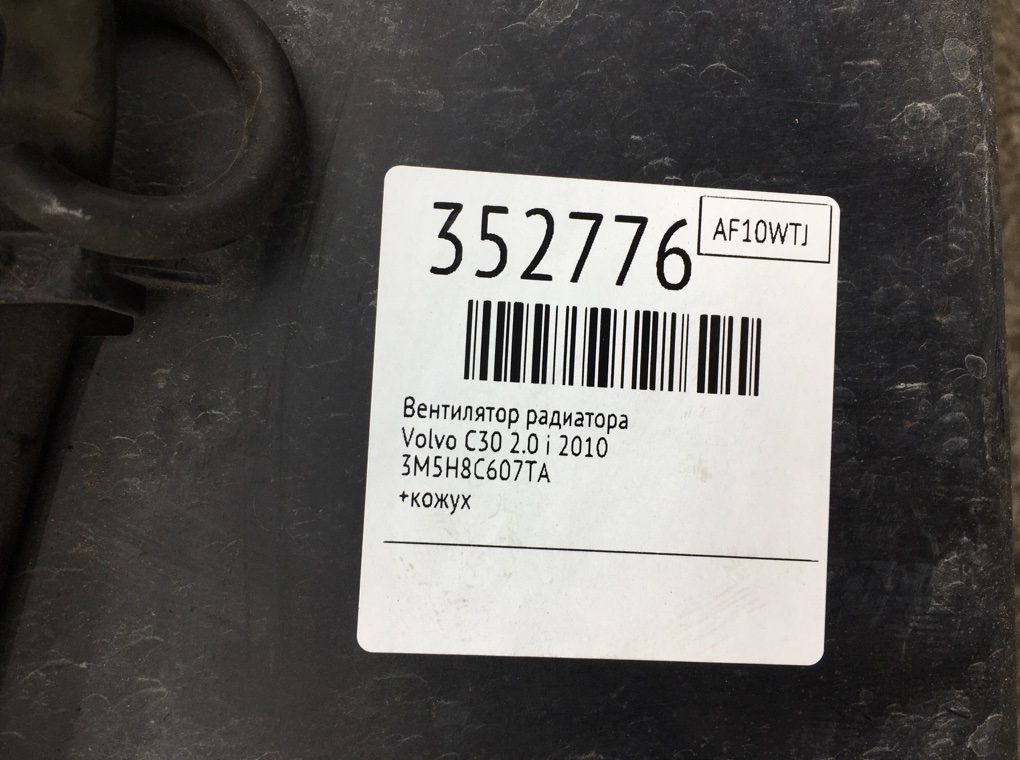 352776
AF10WTJ
Вентилятор радиатора
Volvo C30 2.0 i 2010
3M5H8C607TA
+кожух